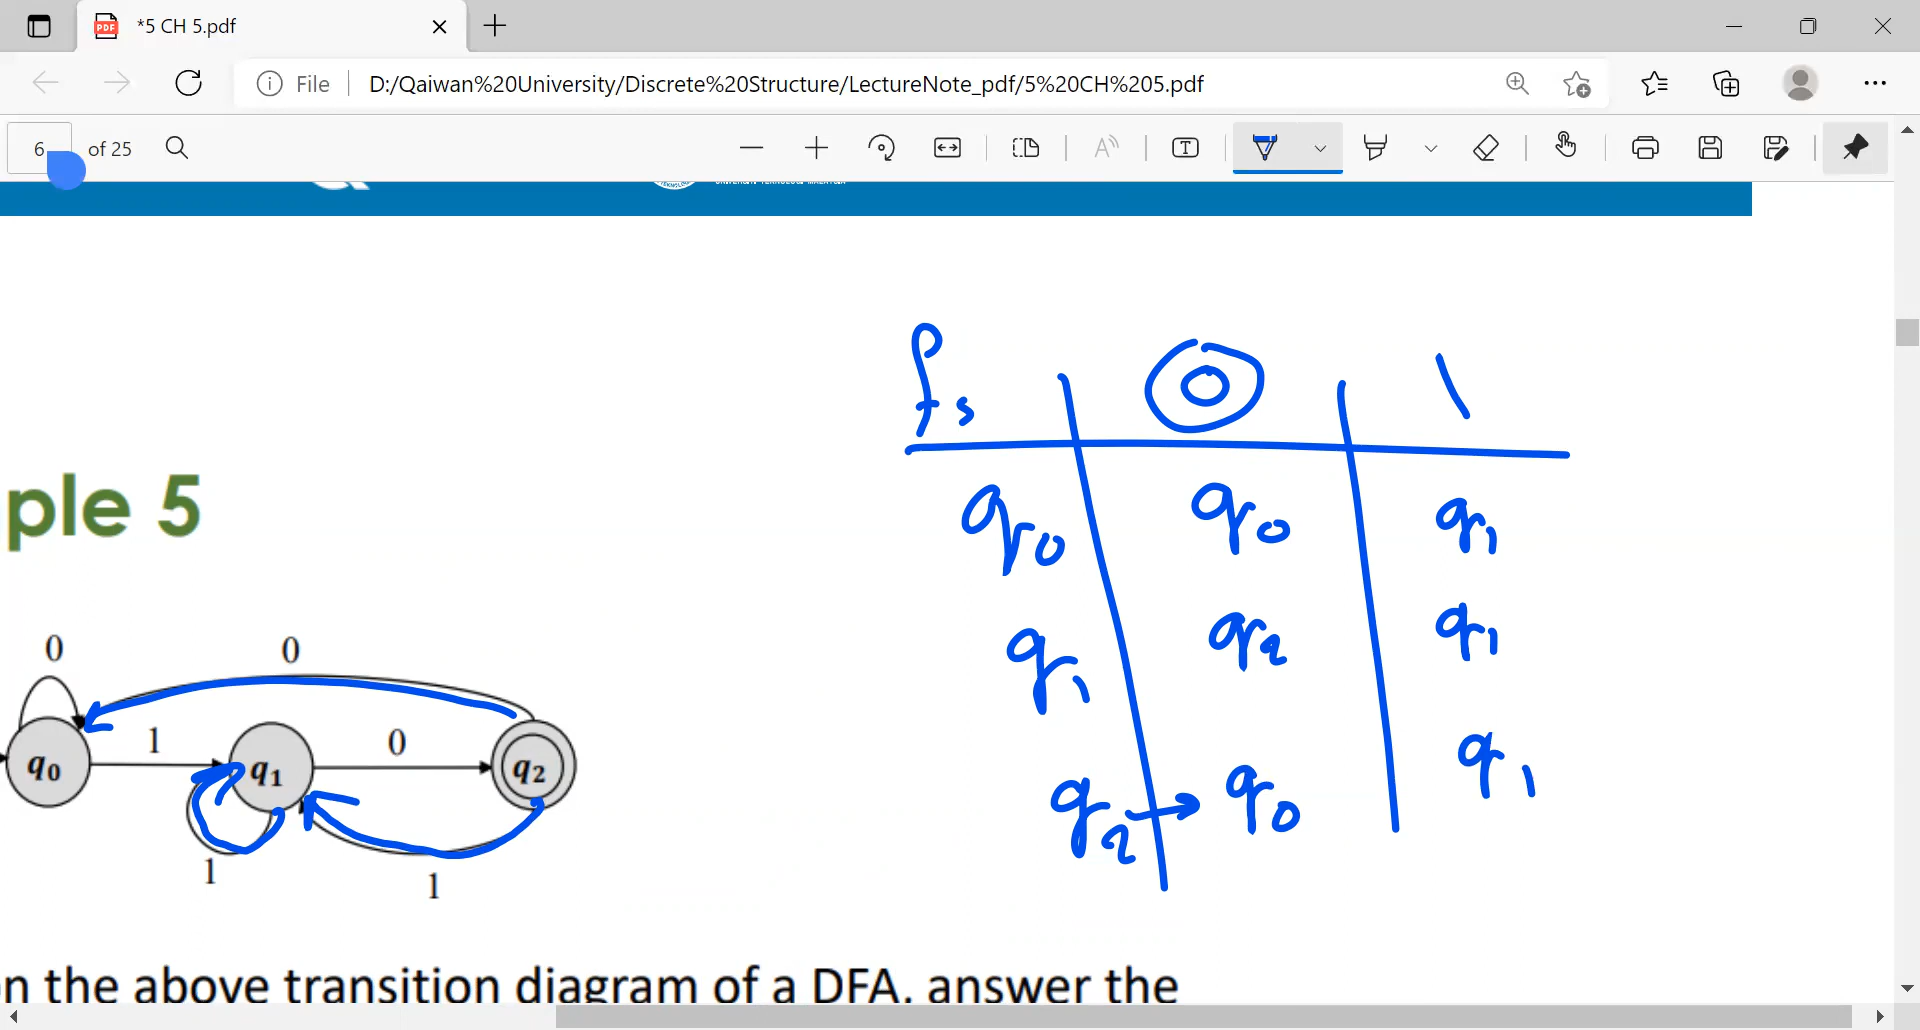 *5 CH 5.pdf
File
D:/Qaiwan%20University/Discrete%20Structure/LectureNote_pdf/5%20CH%205.pdf
6 of 25
fs 0 1
q0 q0 q1
q1 q2 q1
q2 → q0 q1
ple 5
0
0
1
0
q0
q1
q2
1
1
n the above transition diagram of a DFA, answer the